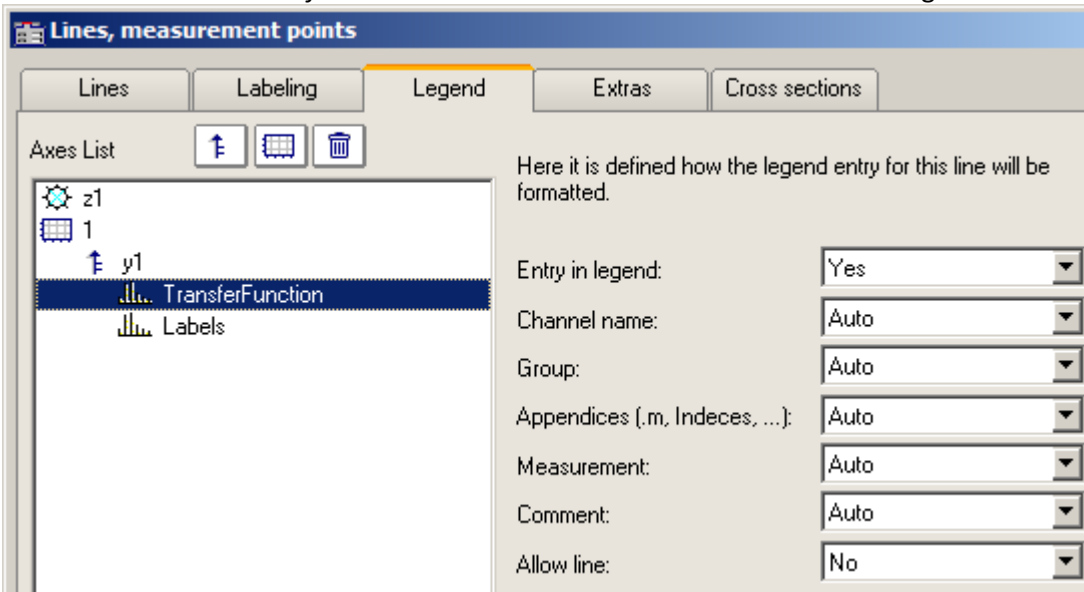 Lines, measurement points
Lines
Labeling
Legend
Extras
Cross sections
Axes List
z1
1
y1
TransferFunction
Labels
Here it is defined how the legend entry for this line will be
formatted.
Entry in legend: Yes
Channel name: Auto
Group: Auto
Appendices (.m, Indeces, ...): Auto
Measurement: Auto
Comment: Auto
Allow line: No